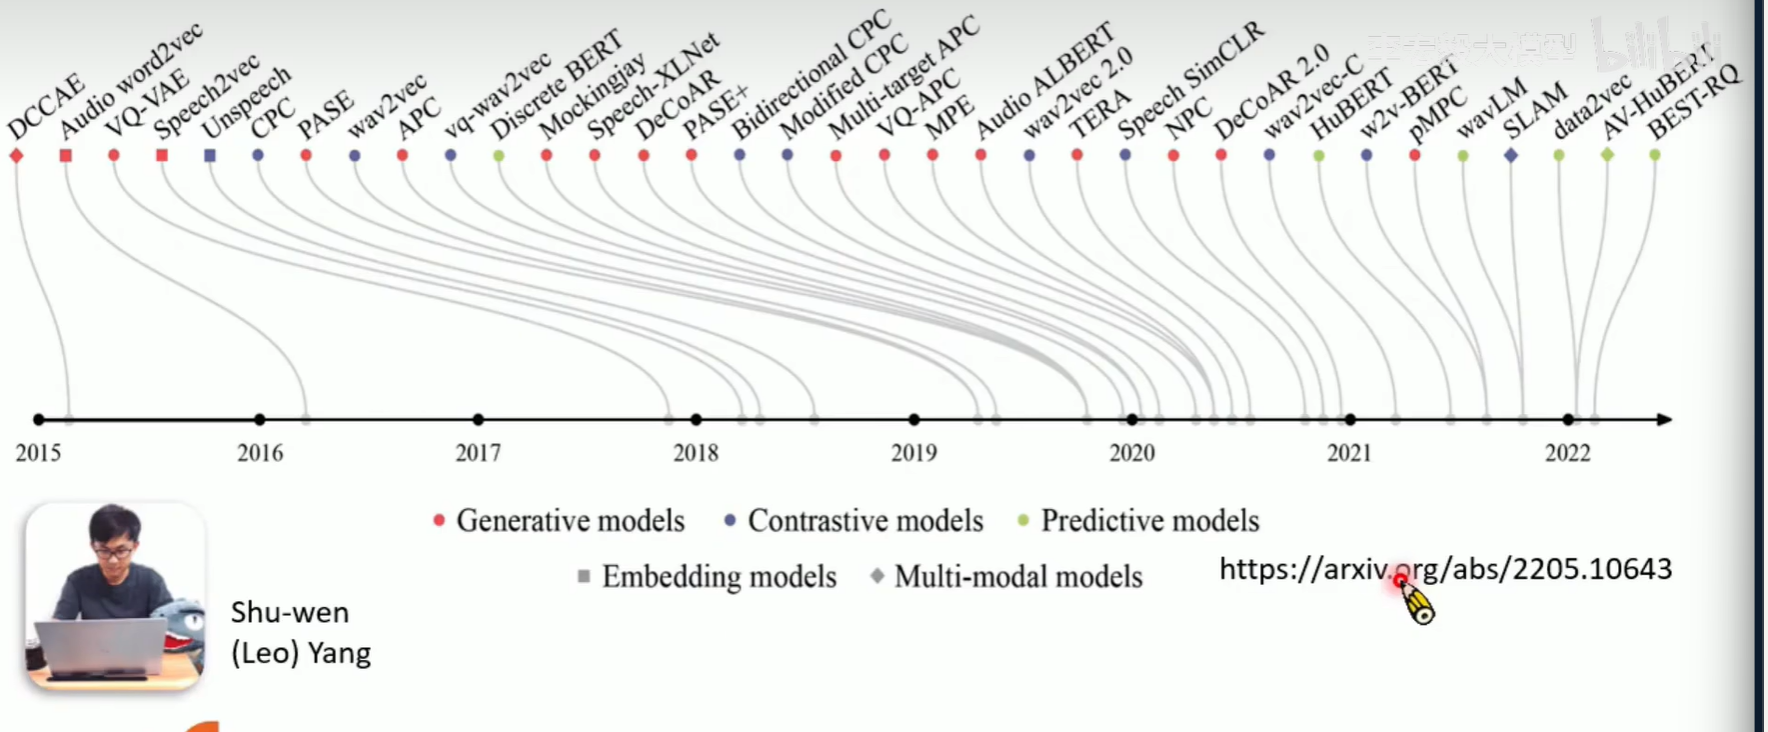 DCCAE
Audio word2vec
VQ-VAE
Speech2vec
Unspeech
CPC
PASE
wav2vec
APC
vq-wav2vec
Discrete BERT
Mockingjay
Speech-XLNet
DeCoAR
PASE+
Bidirectional CPC
Modified CPC
Multi-target APC
VQ-APC
MPE
Audio ALBERT
wav2vec 2.0
TERA
Speech SimCLR
NPC
DeCoAR 2.0
wav2vec-C
HuBERT
w2v-BERT
pMPC
wavLM
SLAM
data2vec
AV-HuBERT
BEST-RQ
bilibili
2015 2016 2017 2018 2019 2020 2021 2022
Generative models Contrastive models Predictive models
Embedding models Multi-modal models
https://arxiv.org/abs/2205.10643
Shu-wen
(Leo) Yang